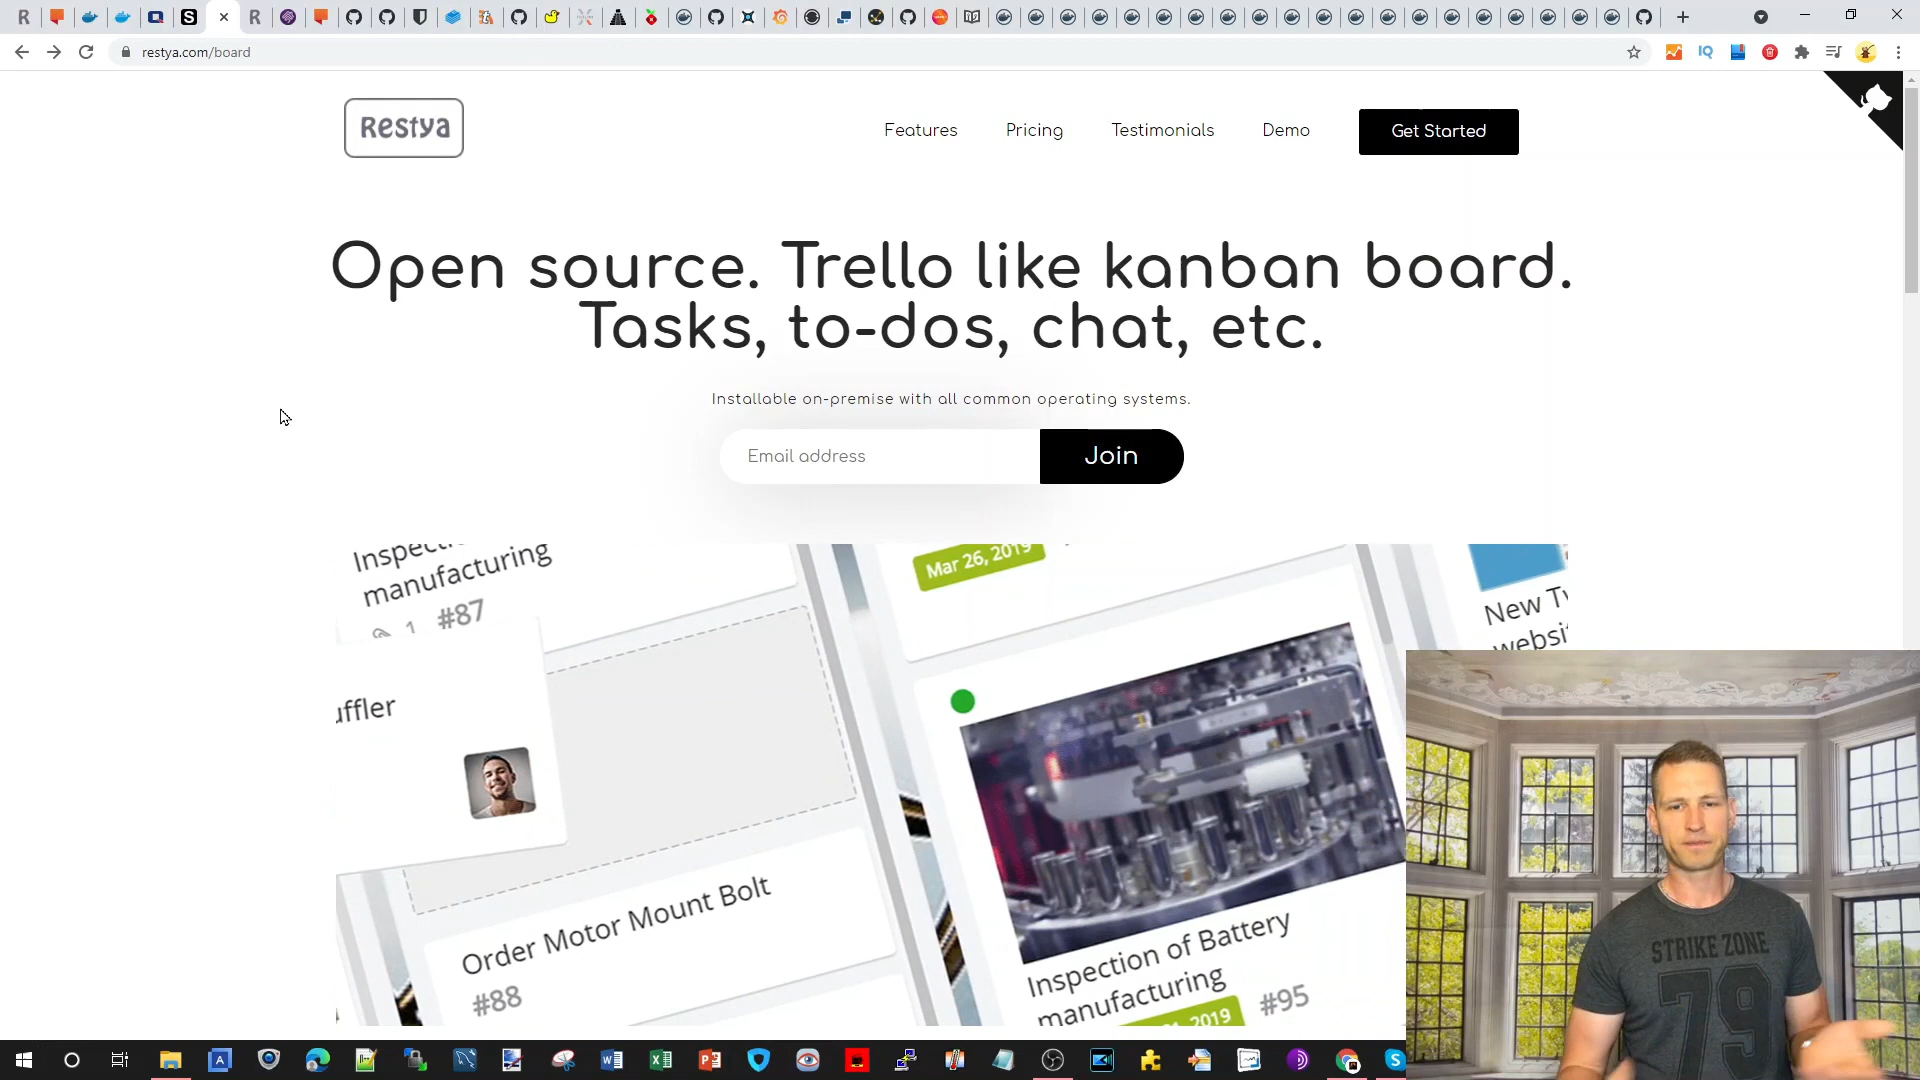 restya.com/board
Restya
Features
Pricing
Testimonials
Demo
Get Started
Open source. Trello like kanban board.
Tasks, to-dos, chat, etc.
Installable on-premise with all common operating systems.
Email address
Join
manufacturing
1
#87
Mar 26, 2019
Order Motor Mount Bolt
#88
Inspection of Battery
manufacturing
#95
2019
New
STRIKE ZONE
79